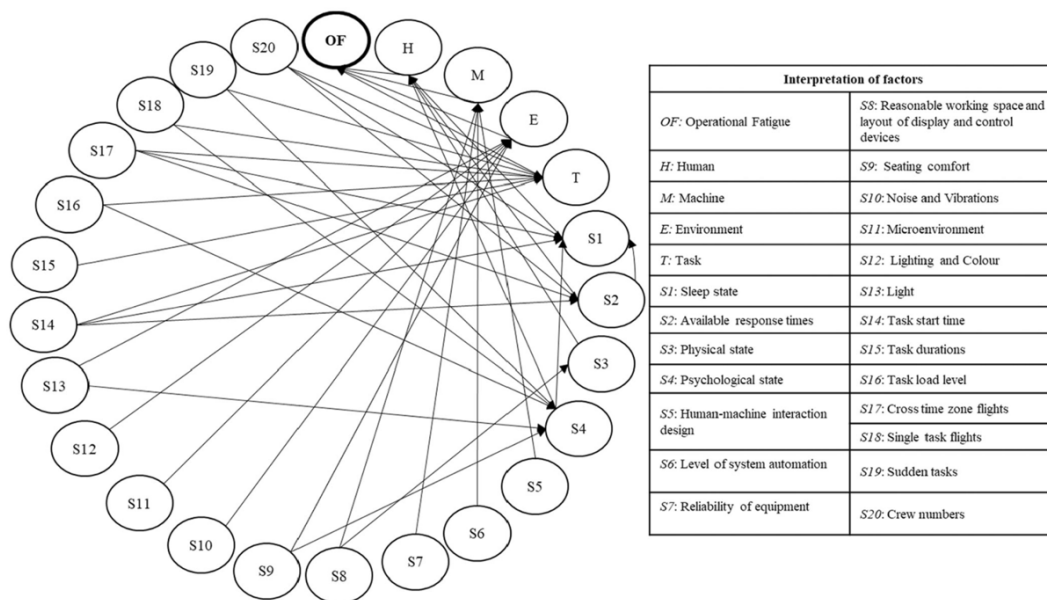 OF
H
M
E
T
S1
S2
S3
S4
S5
S6
S7
S8
S9
S10
S11
S12
S13
S14
S15
S16
S17
S18
S19
S20
Interpretation of factors
OF: Operational Fatigue
S8: Reasonable working space and
layout of display and control
devices
H: Human
S9: Seating comfort
M: Machine
S10: Noise and Vibrations
E: Environment
S11: Microenvironment
T: Task
S12: Lighting and Colour
S1: Sleep state
S13: Light
S2: Available response times
S14: Task start time
S3: Physical state
S15: Task durations
S4: Psychological state
S16: Task load level
S5: Human-machine interaction
design
S17: Cross time zone flights
S18: Single task flights
S6: Level of system automation
S19: Sudden tasks
S7: Reliability of equipment
S20: Crew numbers